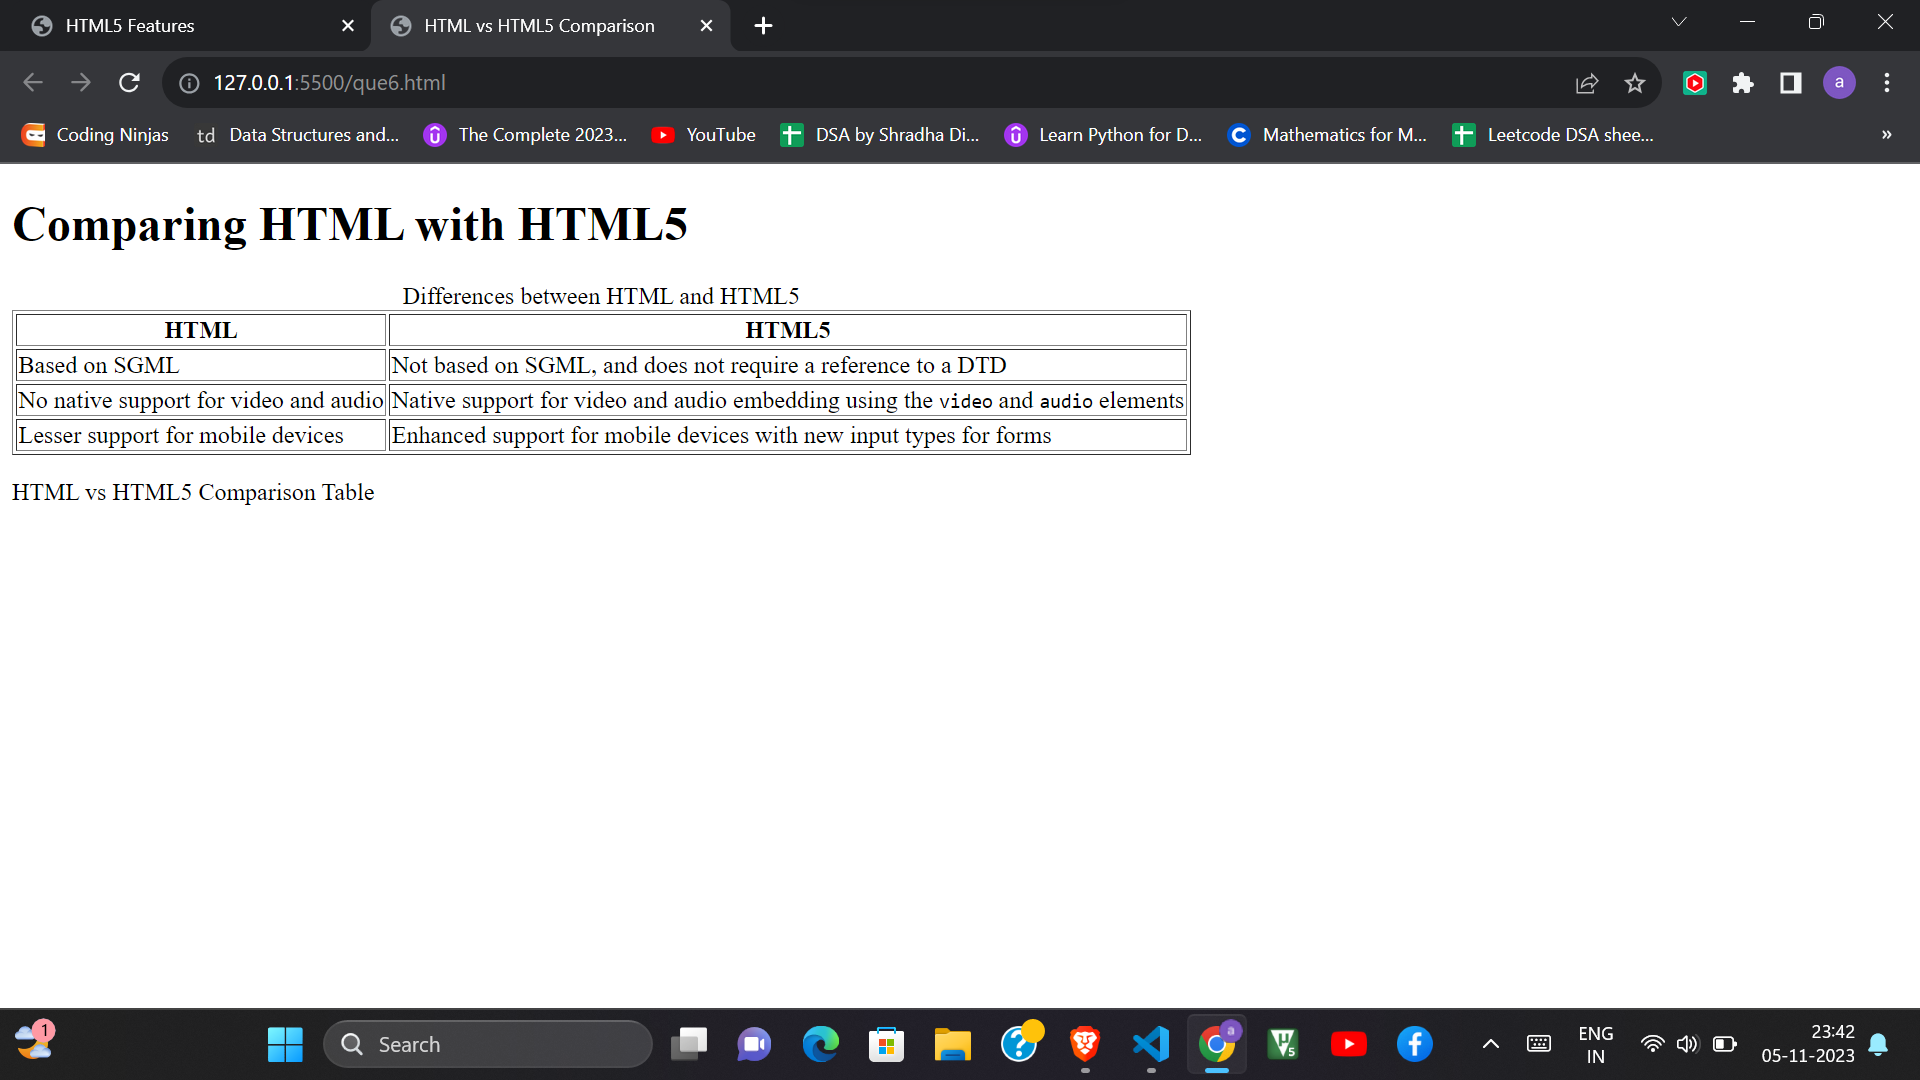 HTML5 Features
HTML vs HTML5 Comparison
127.0.0.1:5500/que6.html
a
Coding Ninjas
td Data Structures and...
The Complete 2023...
YouTube
DSA by Shradha Di...
Learn Python for D...
C Mathematics for M...
Leetcode DSA shee...
»
Comparing HTML with HTML5
Differences between HTML and HTML5
HTML HTML5
Based on SGML Not based on SGML, and does not require a reference to a DTD
No native support for video and audio Native support for video and audio embedding using the video and audio elements
Lesser support for mobile devices Enhanced support for mobile devices with new input types for forms
HTML vs HTML5 Comparison Table
1
Search
a
ENG
IN
23:42
05-11-2023